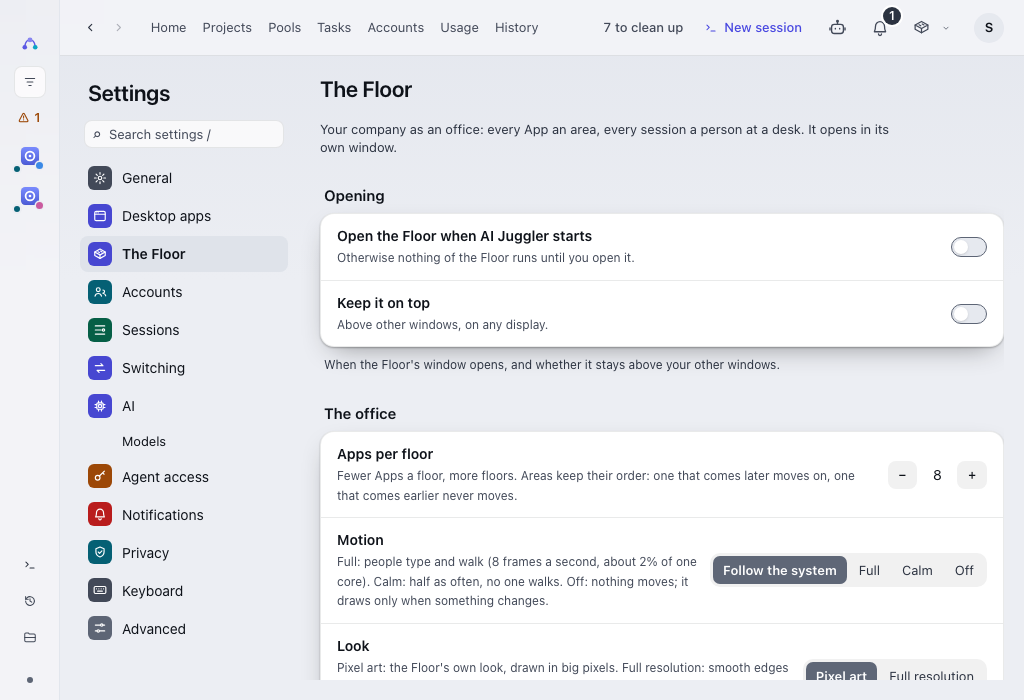 Home Projects Pools Tasks Accounts Usage History 7 to clean up New session 1 S
1
Settings
Search settings /
General
Desktop apps
The Floor
Accounts
Sessions
Switching
AI
Models
Agent access
Notifications
Privacy
Keyboard
Advanced
The Floor
Your company as an office: every App an area, every session a person at a desk. It opens in its
own window.
Opening
Open the Floor when AI Juggler starts
Otherwise nothing of the Floor runs until you open it.
Keep it on top
Above other windows, on any display.
When the Floor's window opens, and whether it stays above your other windows.
The office
Apps per floor
Fewer Apps a floor, more floors. Areas keep their order: one that comes later moves on, one
that comes earlier never moves.
− 8 +
Motion
Full: people type and walk (8 frames a second, about 2% of one
core). Calm: half as often, no one walks. Off: nothing moves; it
draws only when something changes.
Follow the system Full Calm Off
Look
Pixel art: the Floor's own look, drawn in big pixels. Full resolution: smooth edges
Pixel art Full resolution